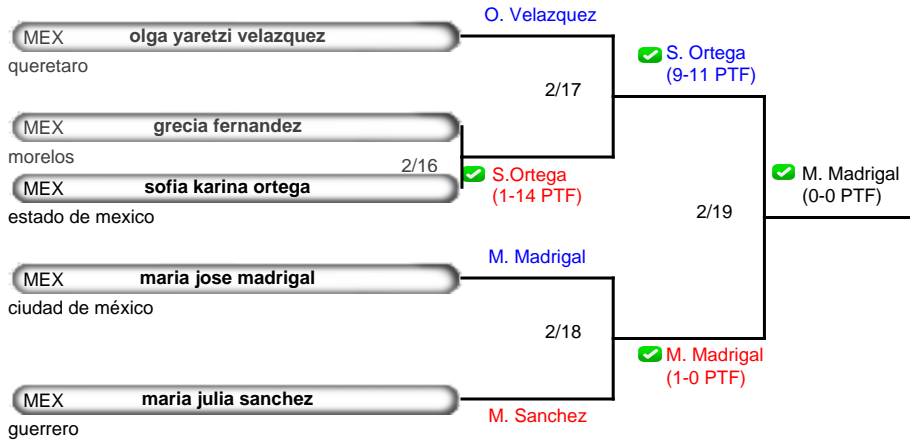 O. Velazquez
MEX olga yaretzi velazquez
queretaro
S. Ortega
(9-11 PTF)
2/17
MEX grecia fernandez
morelos
2/16
S.Ortega
(1-14 PTF)
MEX sofia karina ortega
estado de mexico
M. Madrigal
(0-0 PTF)
2/19
M. Madrigal
MEX maria jose madrigal
ciudad de méxico
2/18
M. Madrigal
(1-0 PTF)
MEX maria julia sanchez
guerrero
M. Sanchez